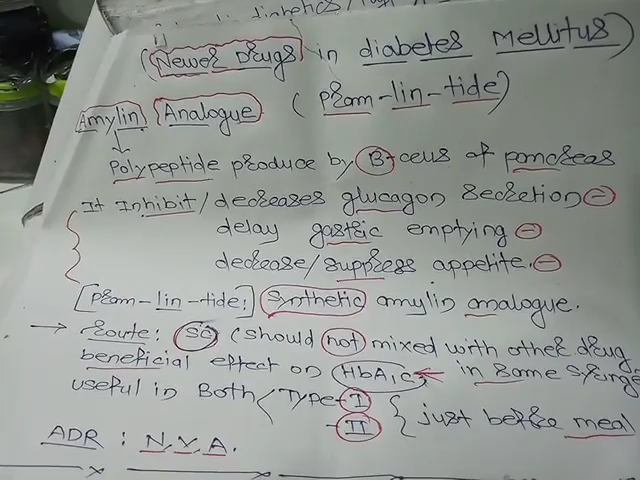 in diabetes
(Newer Drugs in diabetes Mellitus)
Amylin Analogue (pram-lin-tide)
↓
Polypeptide produce by B-cells of pancreas
It Inhibit/decreases glucagon secretion -
delay gastric emptying -
decrease/suppress appetite. -
[pram-lin-tide:] synthetic amylin analogue.
→ Route: SC (should not mixed with other drug
beneficial effect on HbA1c ← in same syringe
useful in Both < Type-I } just before meal
-II
ADR : N.V.A.